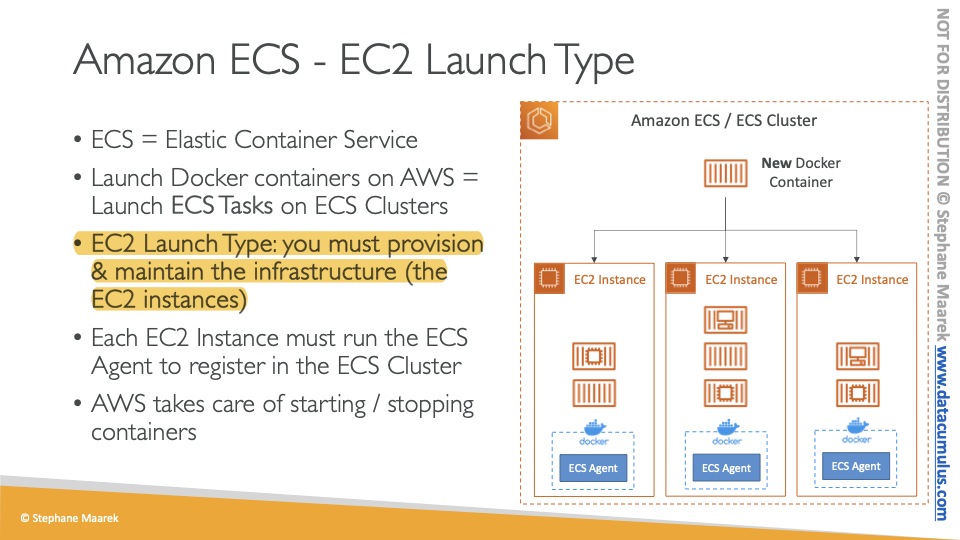 Amazon ECS - EC2 Launch Type
• ECS = Elastic Container Service
• Launch Docker containers on AWS =
Launch ECS Tasks on ECS Clusters
• EC2 Launch Type: you must provision
& maintain the infrastructure (the
EC2 instances)
• Each EC2 Instance must run the ECS
Agent to register in the ECS Cluster
• AWS takes care of starting / stopping
containers
Amazon ECS / ECS Cluster
New Docker
Container
EC2 Instance
EC2 Instance
EC2 Instance
docker
docker
docker
ECS Agent
ECS Agent
ECS Agent
© Stephane Maarek
NOT FOR DISTRIBUTION © Stephane Maarek www.datacumulus.com